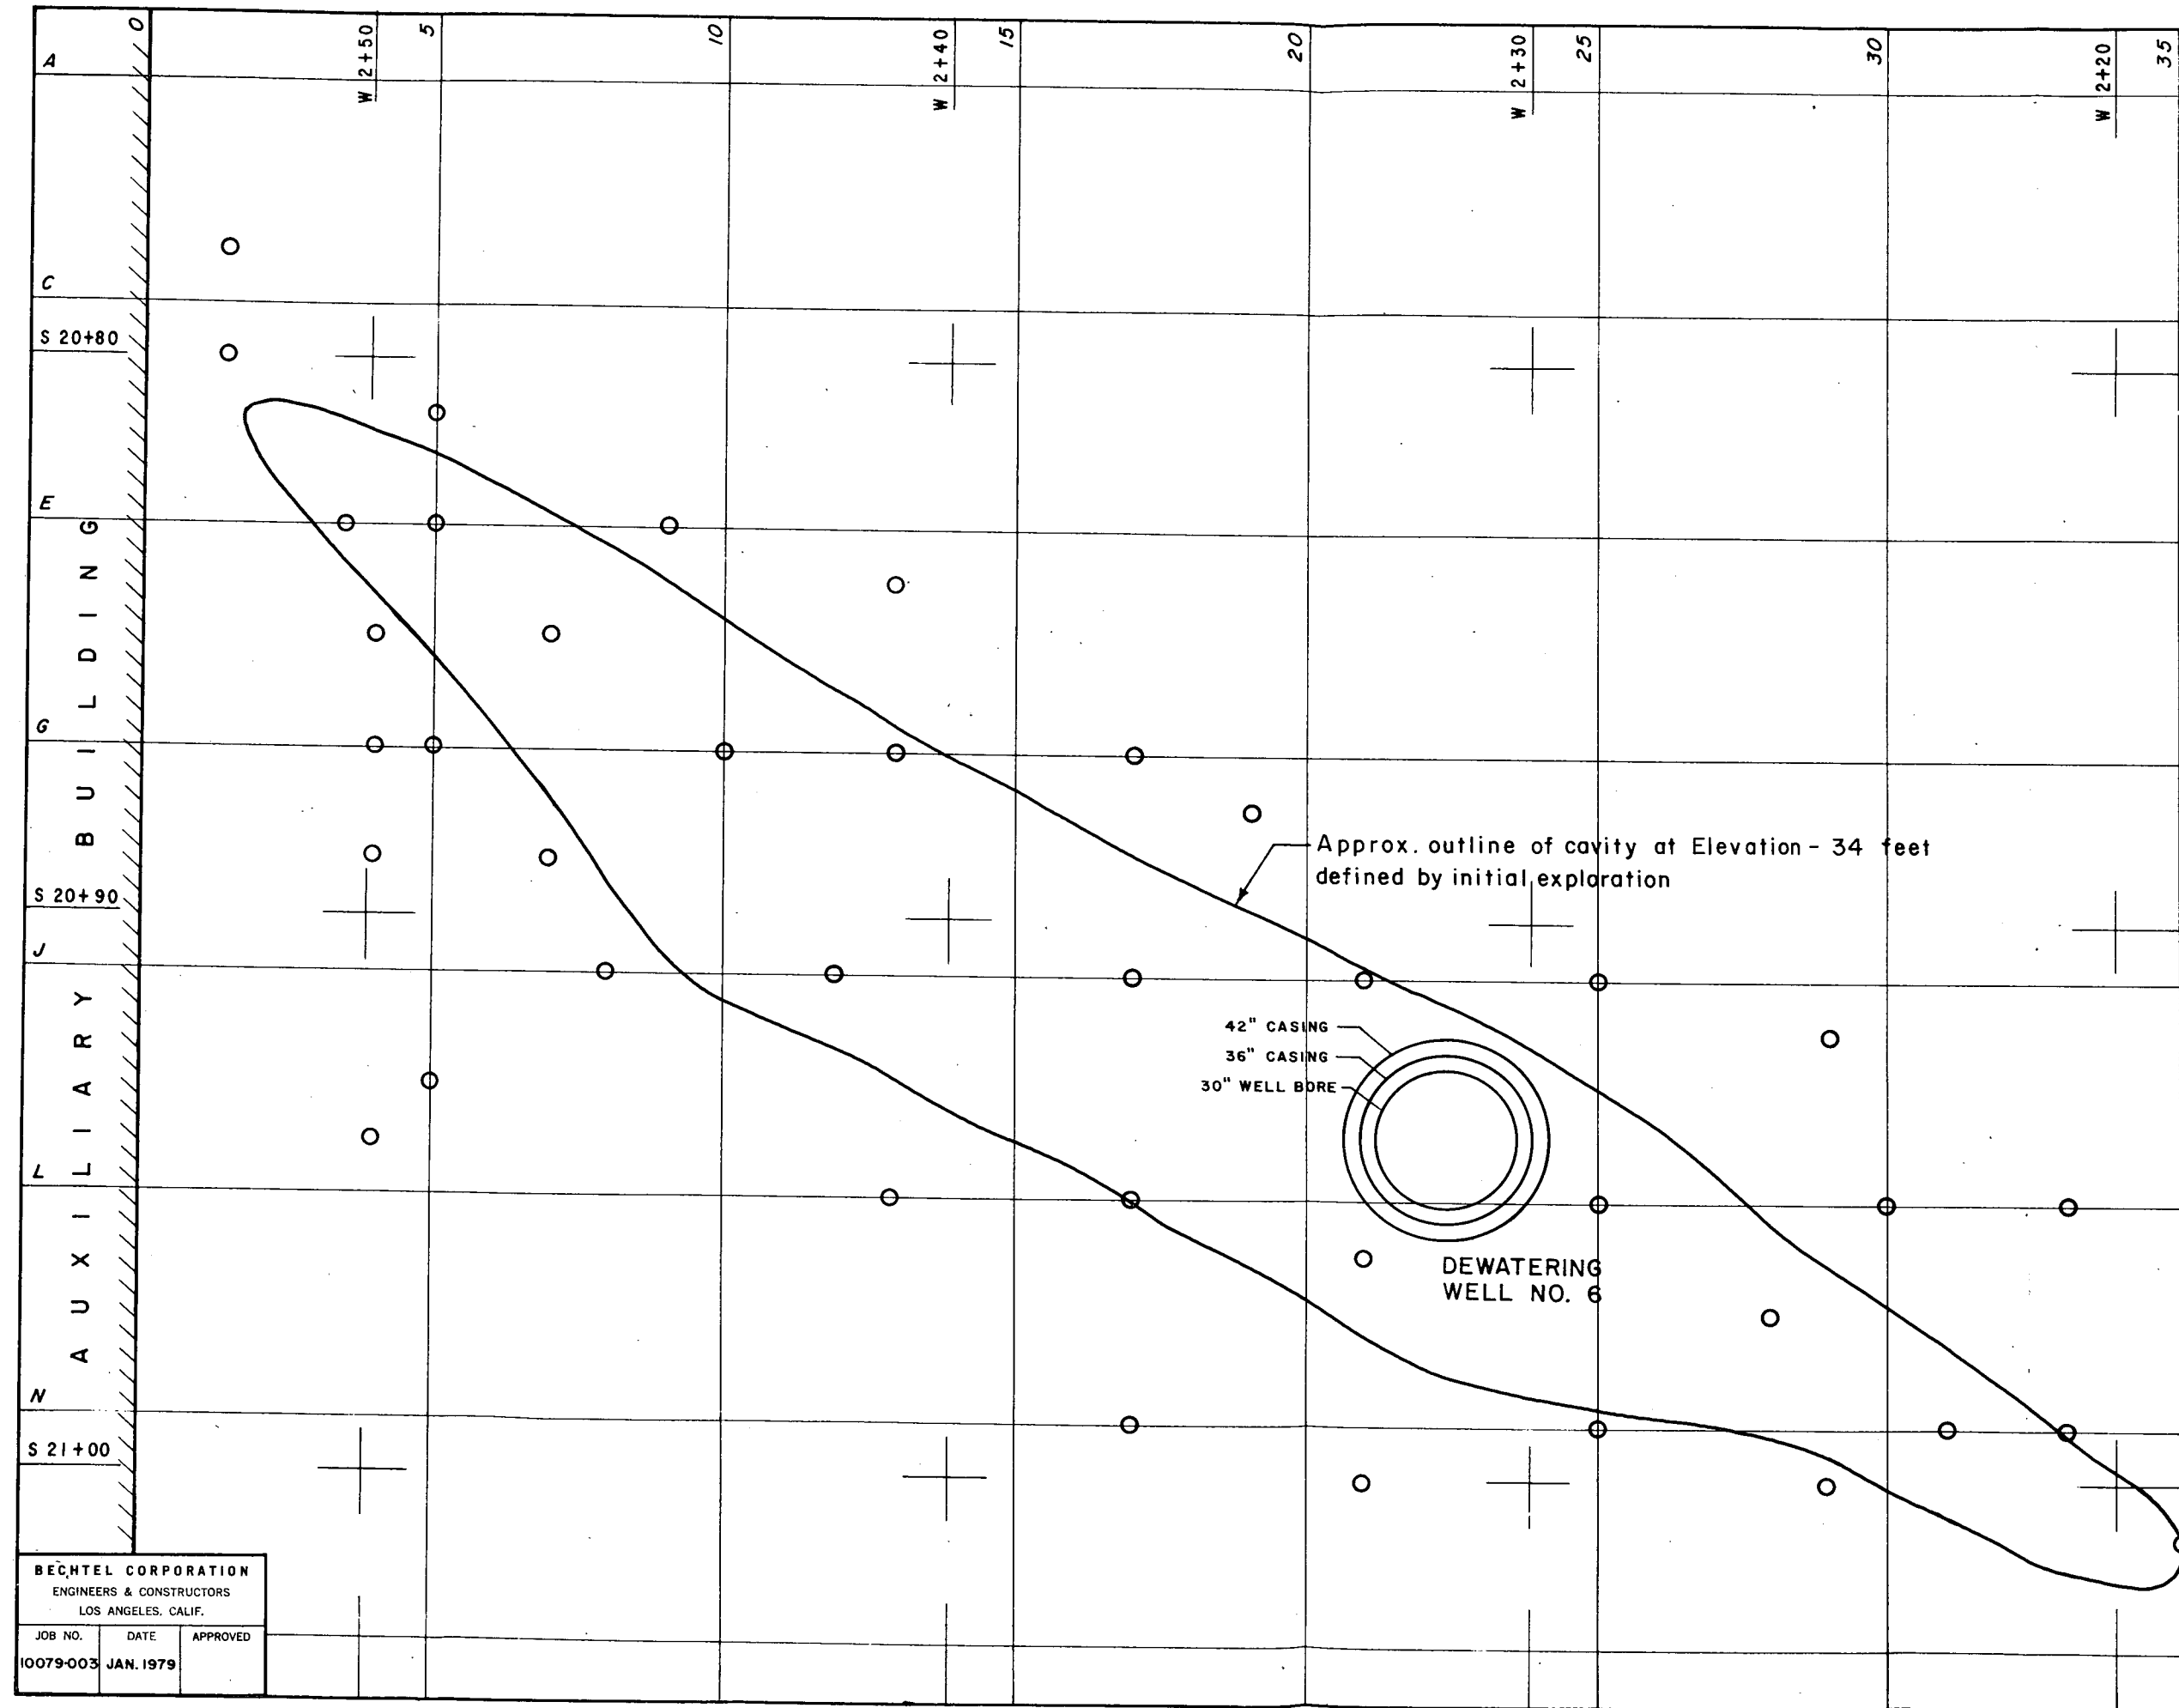 0
W 2+50
5
10
W 2+40
15
20
W 2+30
25
30
W 2+20
35
A
C
S 20+80
E
G
S 20+90
J
L
N
S 21+00
AUXILIARY BUILDING
Approx. outline of cavity at Elevation - 34 feet
defined by initial exploration
42" CASING
36" CASING
30" WELL BORE
DEWATERING
WELL NO. 6
BECHTEL CORPORATION
ENGINEERS & CONSTRUCTORS
LOS ANGELES. CALIF.
JOB NO. DATE APPROVED
10079-003 JAN. 1979